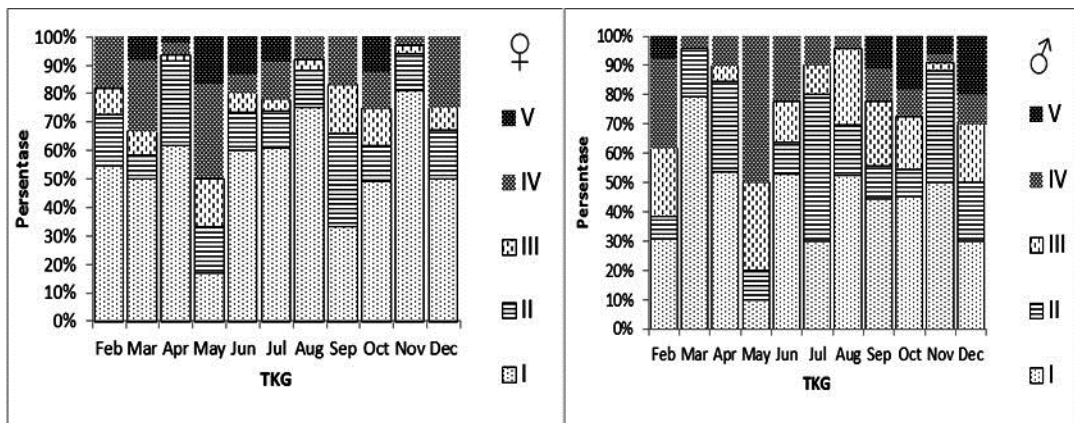 100%
90%
80%
70%
60%
50%
40%
30%
20%
10%
0%
Persentase
Feb Mar Apr May Jun Jul Aug Sep Oct Nov Dec
TKG
♀
V
IV
III
II
I
100%
90%
80%
70%
60%
50%
40%
30%
20%
10%
0%
Persentase
Feb Mar Apr May Jun Jul Aug Sep Oct Nov Dec
TKG
♂
V
IV
III
II
I